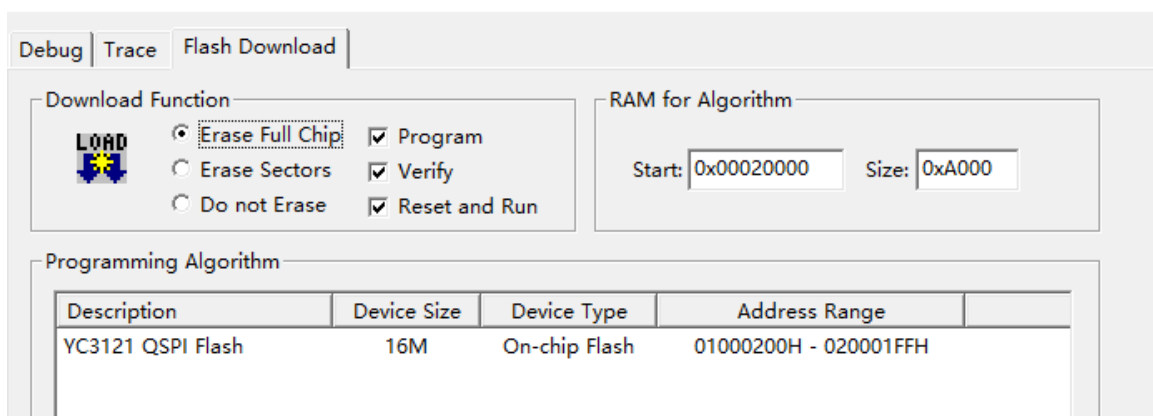 Debug Trace Flash Download
Download Function
LOAD
Erase Full Chip
Program
Erase Sectors
Verify
Do not Erase
Reset and Run
RAM for Algorithm
Start: 0x00020000 Size: 0xA000
Programming Algorithm
Description Device Size Device Type Address Range
YC3121 QSPI Flash 16M On-chip Flash 01000200H - 020001FFH